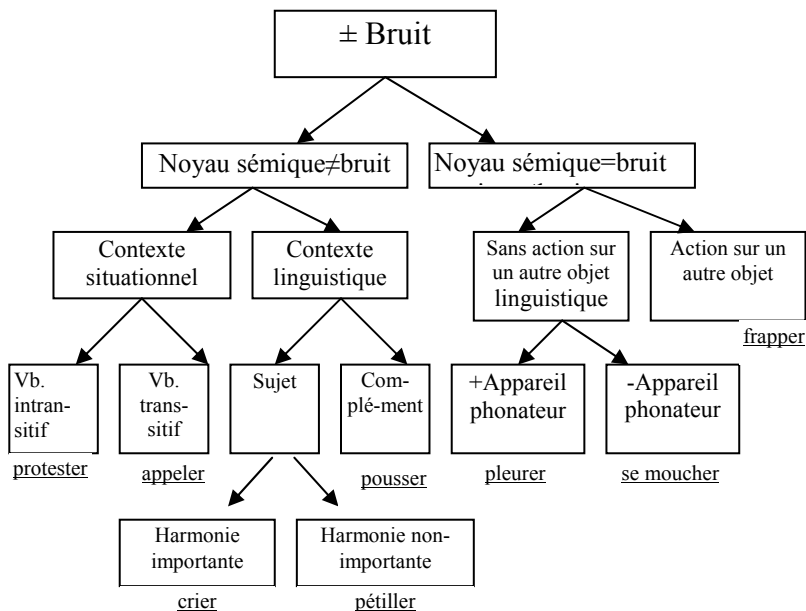 ± Bruit
Noyau sémique≠bruit
Noyau sémique=bruit
Contexte
situationnel
Contexte
linguistique
Sans action sur
un autre objet
linguistique
Action sur un
autre objet
frapper
Vb.
intran-
sitif
Vb.
trans-
sitif
Sujet
Com-
plé-ment
+Appareil
phonateur
-Appareil
phonateur
protester
appeler
pousser
pleurer
se moucher
Harmonie
importante
Harmonie non-
importante
crier
pétiller